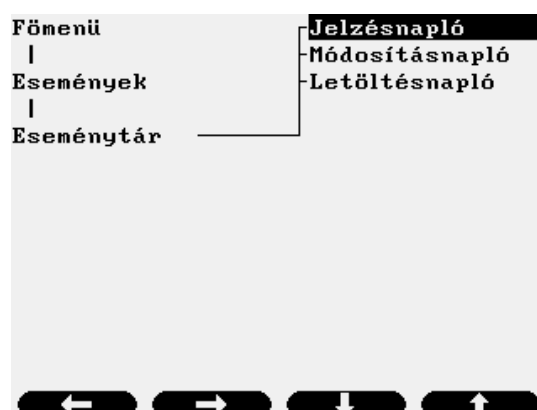 Fömenü
Jelzésnapló
Módosításnapló
Események
Letöltésnapló
Eseménytár